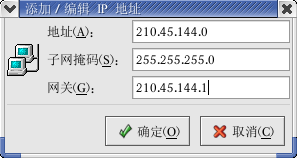 添加 / 编辑 IP 地址
地址(A): 210.45.144.0
子网掩码(S): 255.255.255.0
网关(G): 210.45.144.1
确定(O) 取消(C)